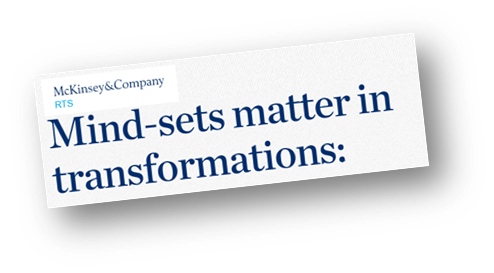 McKinsey&Company
RTS
Mind-sets matter in
transformations: